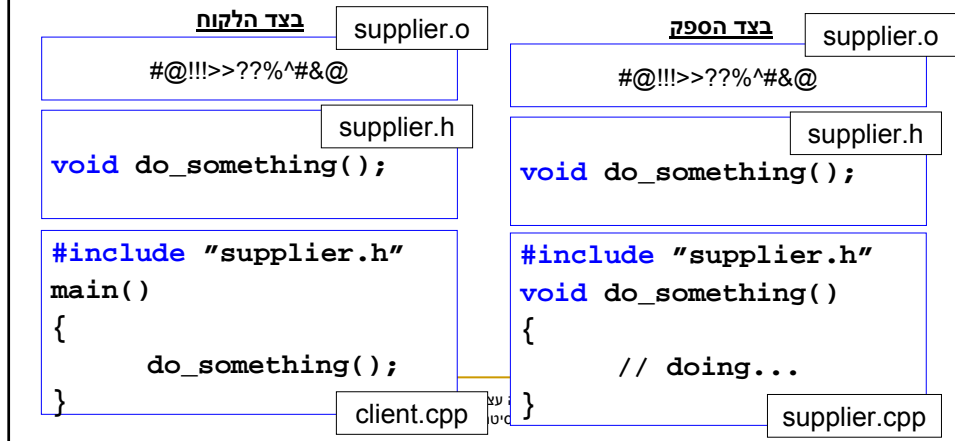 בצד הלקוח
supplier.o
#@!!!>>??%^#&@
supplier.h
void do_something();
#include "supplier.h"
main()
{
do_something();
}
client.cpp
בצד הספק
supplier.o
#@!!!>>??%^#&@
supplier.h
void do_something();
#include "supplier.h"
void do_something()
{
// doing...
}
supplier.cpp